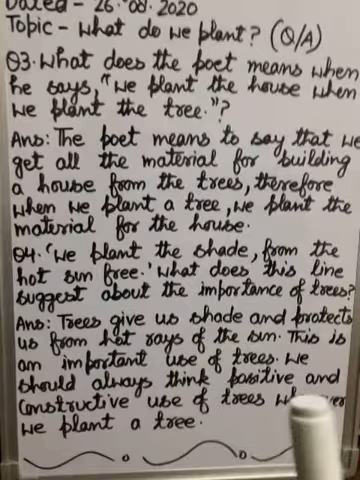 Dated - 26.08.2020
Topic - What do we plant? (Q/A)
Q3. What does the poet means when
he says, "we plant the house when
we plant the tree."?
Ans: The poet means to say that we
get all the material for building
a house from the trees, therefore
when we plant a tree, we plant the
material for the house.
Q4. 'We plant the shade, from the
hot sun free.' What does this line
suggest about the importance of trees?
Ans: Trees give us shade and protects
us from hot rays of the sun. This is
an important use of trees. We
should always think positive and
constructive use of trees
we plant a tree.